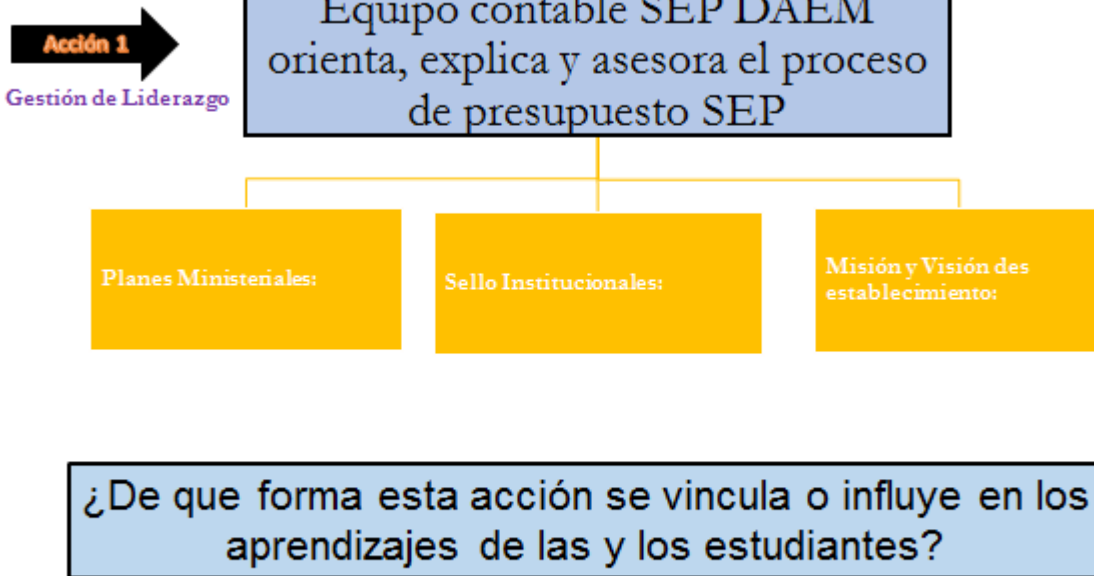 Equipo contable SEP DAEM
orienta, explica y asesora el proceso
de presupuesto SEP
Acción 1
Gestión de Liderazgo
Planes Ministeriales:
Sello Institucionales:
Misión y Visión des
establecimiento:
¿De que forma esta acción se vincula o influye en los
aprendizajes de las y los estudiantes?